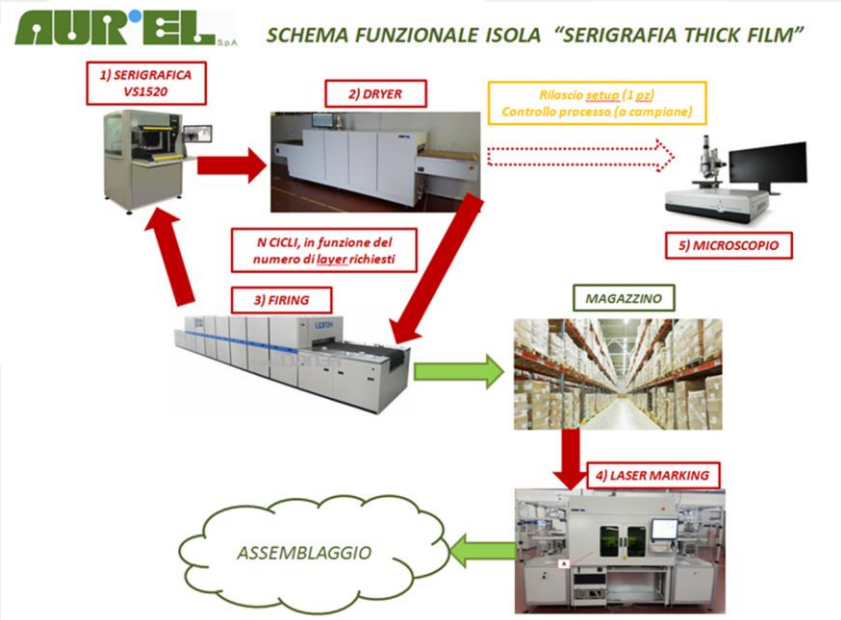 AUR°EL S.p.A.
SCHEMA FUNZIONALE ISOLA "SERIGRAFIA THICK FILM"
1) SERIGRAFICA
VS1520
2) DRYER
Rilascio setup (1 pz)
Controllo processo (a campione)
N CICLI, in funzione del
numero di layer richiesti
5) MICROSCOPIO
3) FIRING
MAGAZZINO
4) LASER MARKING
ASSEMBLAGGIO